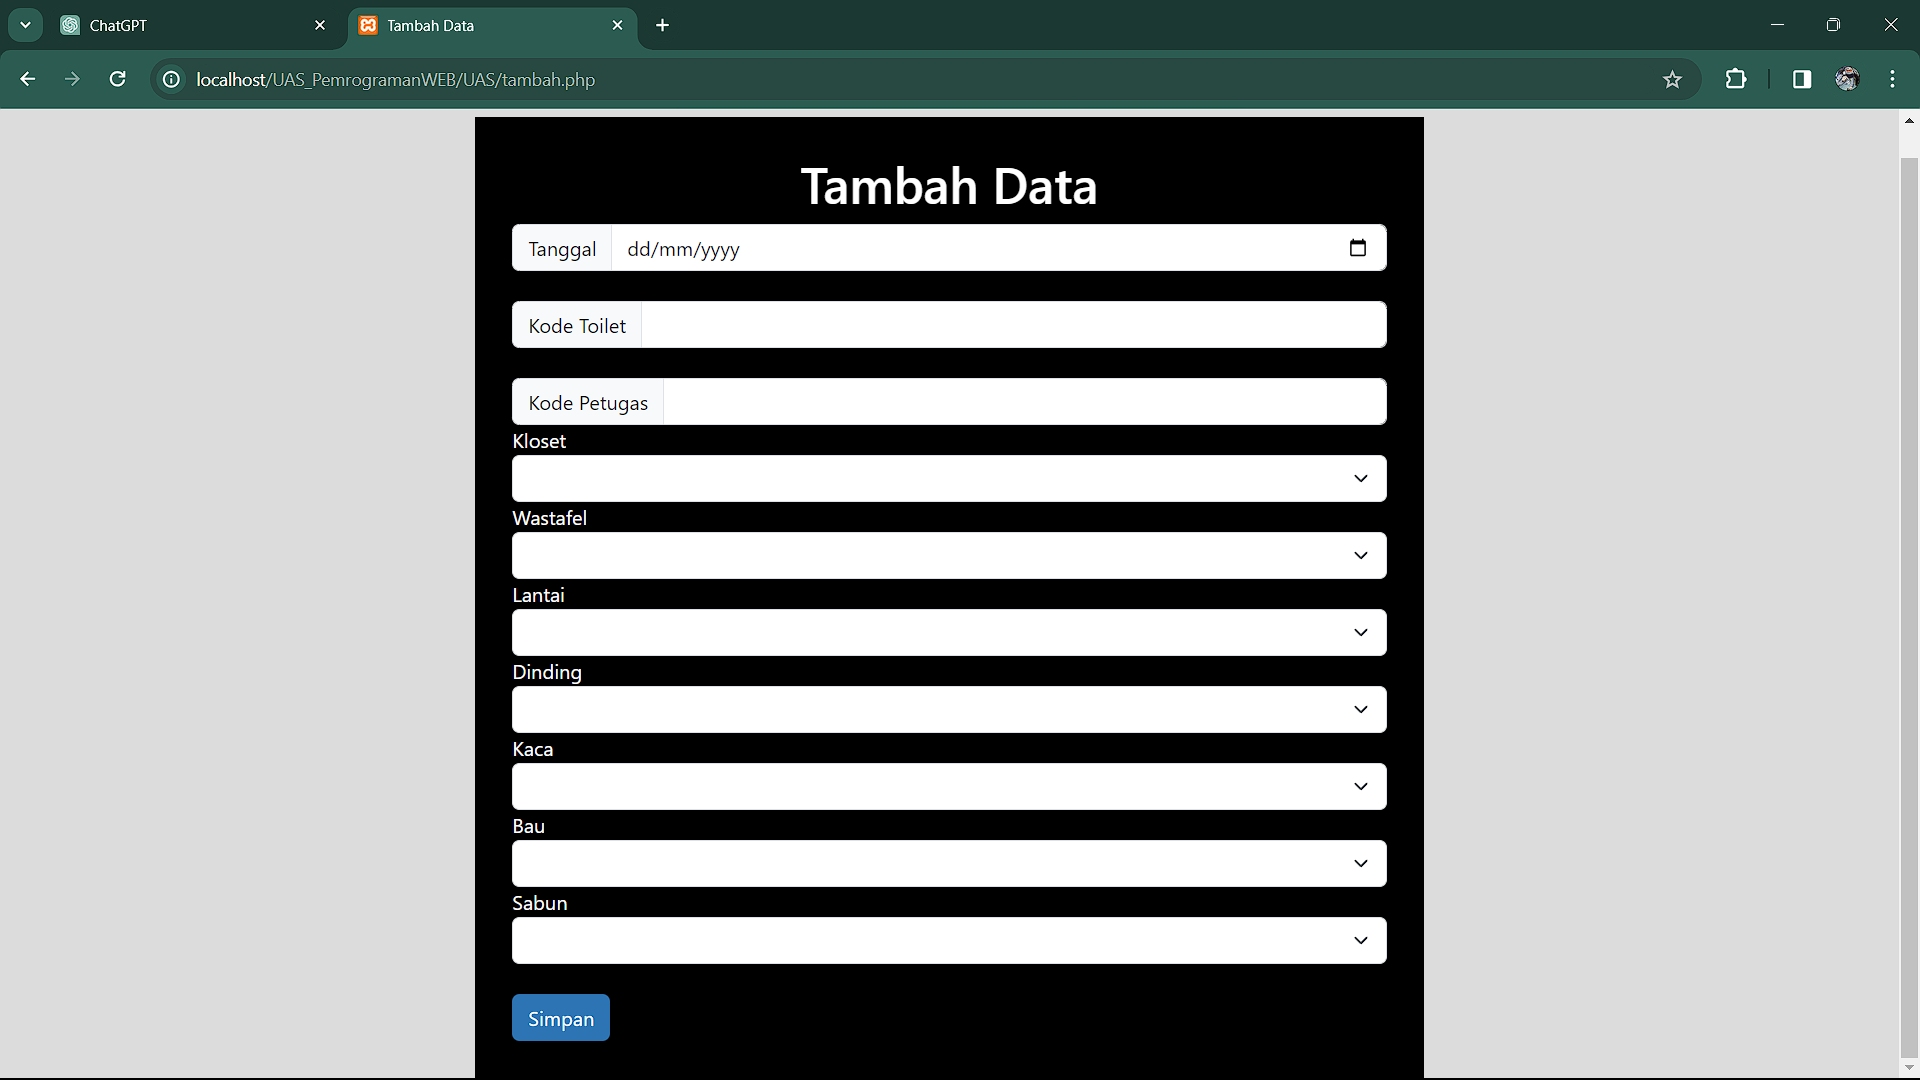 ChatGPT
Tambah Data
localhost/UAS_PemrogramanWEB/UAS/tambah.php
Tambah Data
Tanggal dd/mm/yyyy
Kode Toilet
Kode Petugas
Kloset
Wastafel
Lantai
Dinding
Kaca
Bau
Sabun
Simpan